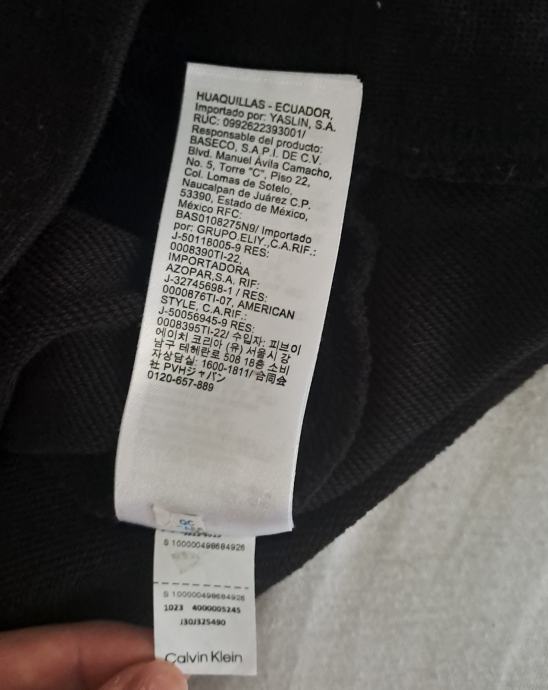 HUAQUILLAS - ECUADOR,
Importado por: YASLIN, S.A.
RUC: 0992622393001/
Responsable del producto:
BASECO, S.A.P.I. DE C.V.
Blvd. Manuel Ávila Camacho,
No. 5, Torre "C", Piso 22,
Col. Lomas de Sotelo,
Naucalpan de Juárez C.P.
53390, Estado de México,
México RFC:
BAS0108275N9/ Importado
por: GRUPO ELIY.,C.A.RIF.:
J-50118005-9 RES:
0008390TI-22,
IMPORTADORA
AZOPAR,S.A. RIF:
J-32745698-1 / RES:
0000876TI-07, AMERICAN
STYLE, C.A.RIF.:
J-50056945-9 RES:
0008395TI-22/ 수입자: 피브이
에이치 코리아 (유) 서울시 강
남구 테헤란로 508 18층 소비
자상담실: 1600-1811/ 合同会
社 PVHジャパン
0120-657-889
QC
S 100000498684926
S 100000498684926
1023 4000005245
J30J325490
Calvin Klein